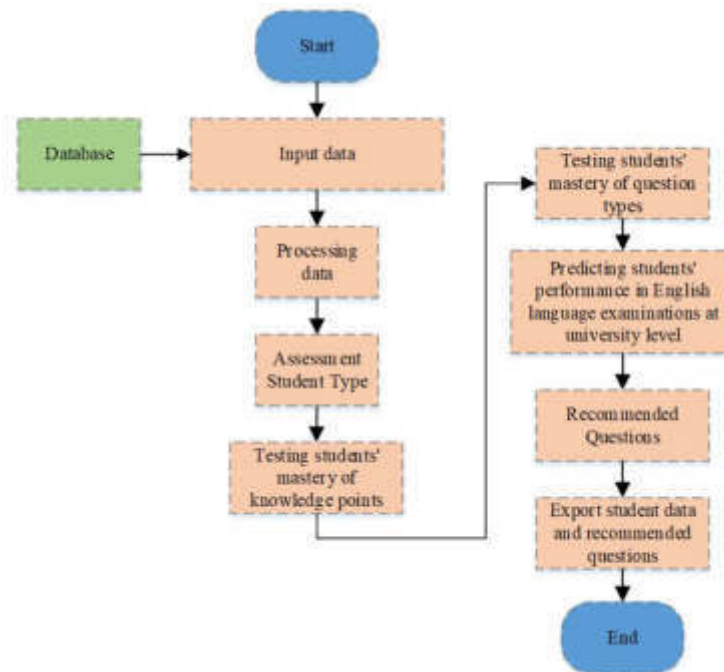 Start
Database
Input data
Processing
data
Assessment
Student Type
Testing students'
mastery of
knowledge points
Testing students'
mastery of question
types
Predicting students'
performance in English
language examinations at
university level
Recommended
Questions
Export student data
and recommended
questions
End